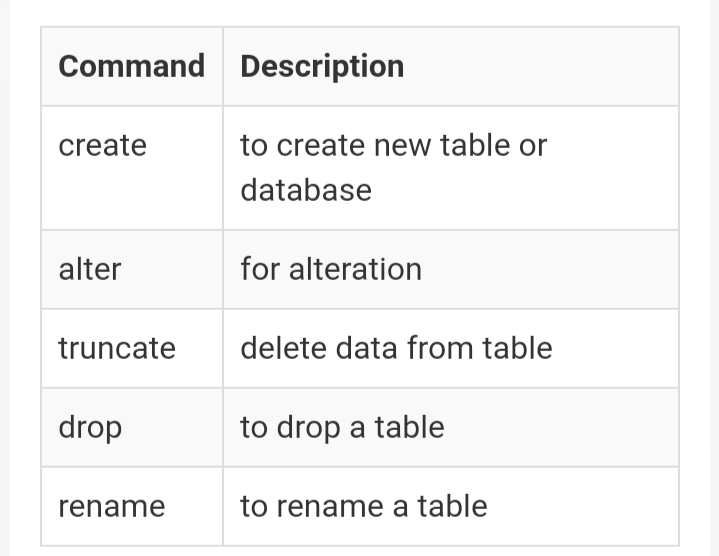 Command Description
create to create new table or
database
alter for alteration
truncate delete data from table
drop to drop a table
rename to rename a table